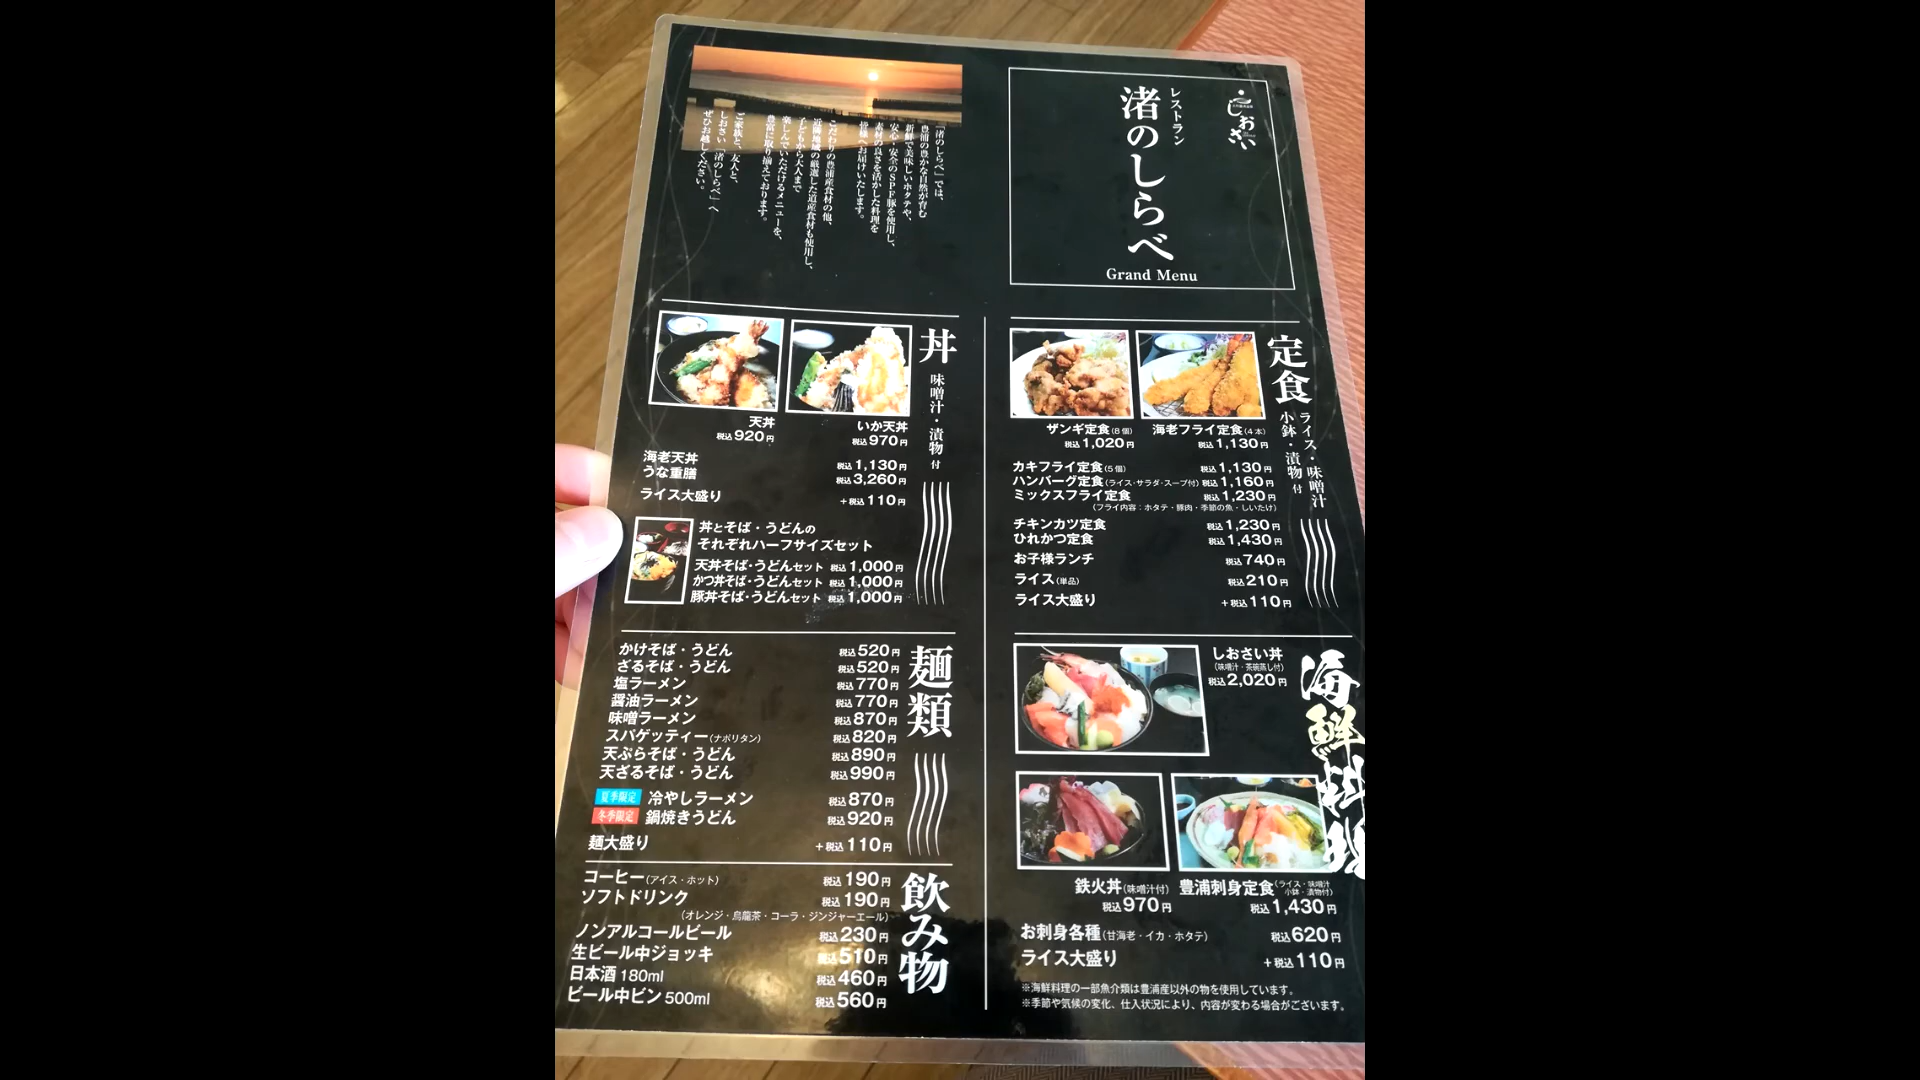 しおさい
レストラン
渚のしらべ
Grand Menu
「渚のしらべ」では、
豊浦の豊かな自然が育む
新鮮で美味しいホタテや、
安心・安全のSPF豚を使用し、
素材の良さを活かした料理を
皆様へお届けいたします。
こだわりの豊浦産食材の他、
近隣地域の厳選した道産食材も使用し、
子どもから大人まで
楽しんでいただけるメニューを、
豊富に取り揃えております。
ご家族と、友人と、
しおさい「渚のしらべ」へ
ぜひお越しください。
定食
ライス・味噌汁
小鉢・漬物 付
ザンギ定食(8個)
税込1,020円
海老フライ定食(4本)
税込1,130円
カキフライ定食(5個) 税込1,130円
ハンバーグ定食(ライス・サラダ・スープ付) 税込1,160円
ミックスフライ定食 税込1,230円
(フライ内容:ホタテ・豚肉・季節の魚・しいたけ)
チキンカツ定食 税込1,230円
ひれかつ定食 税込1,430円
お子様ランチ 税込740円
ライス(単品) 税込210円
ライス大盛り +税込110円
丼 味噌汁・漬物 付
天丼
税込920円
いか天丼
税込970円
海老天丼 税込1,130円
うな重膳 税込3,260円
ライス大盛り +税込110円
丼とそば・うどんの
それぞれハーフサイズセット
天丼そば・うどんセット 税込1,000円
かつ丼そば・うどんセット 税込1,000円
豚丼そば・うどんセット 税込1,000円
海鮮料理
しおさい丼
(味噌汁・茶碗蒸し付)
税込2,020円
鉄火丼(味噌汁付)
税込970円
豊浦刺身定食(ライス・味噌汁
小鉢・漬物付)
税込1,430円
お刺身各種(甘海老・イカ・ホタテ) 税込620円
ライス大盛り +税込110円
※海鮮料理の一部魚介類は豊浦産以外の物を使用しています。
※季節や気候の変化、仕入状況により、内容が変わる場合がございます。
麺類
かけそば・うどん 税込520円
ざるそば・うどん 税込520円
塩ラーメン 税込770円
醤油ラーメン 税込770円
味噌ラーメン 税込870円
スパゲッティー(ナポリタン) 税込820円
天ぷらそば・うどん 税込890円
天ざるそば・うどん 税込990円
夏季限定 冷やしラーメン 税込870円
冬季限定 鍋焼きうどん 税込920円
麺大盛り +税込110円
飲み物
コーヒー(アイス・ホット) 税込190円
ソフトドリンク 税込190円
(オレンジ・烏龍茶・コーラ・ジンジャーエール)
ノンアルコールビール 税込230円
生ビール中ジョッキ 税込510円
日本酒 180ml 税込460円
ビール中ビン 500ml 税込560円